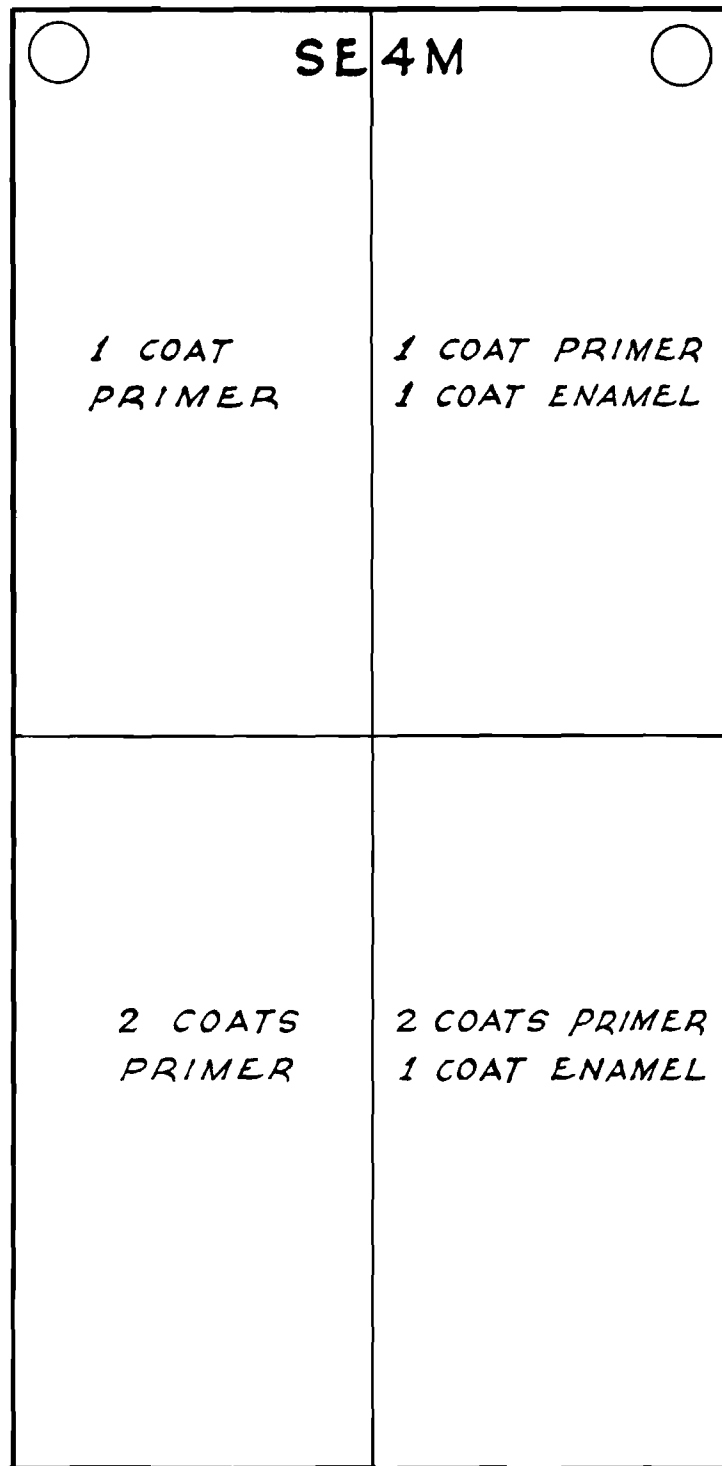 SE4M
1 COAT
PRIMER
1 COAT PRIMER
1 COAT ENAMEL
2 COATS
PRIMER
2 COATS PRIMER
1 COAT ENAMEL